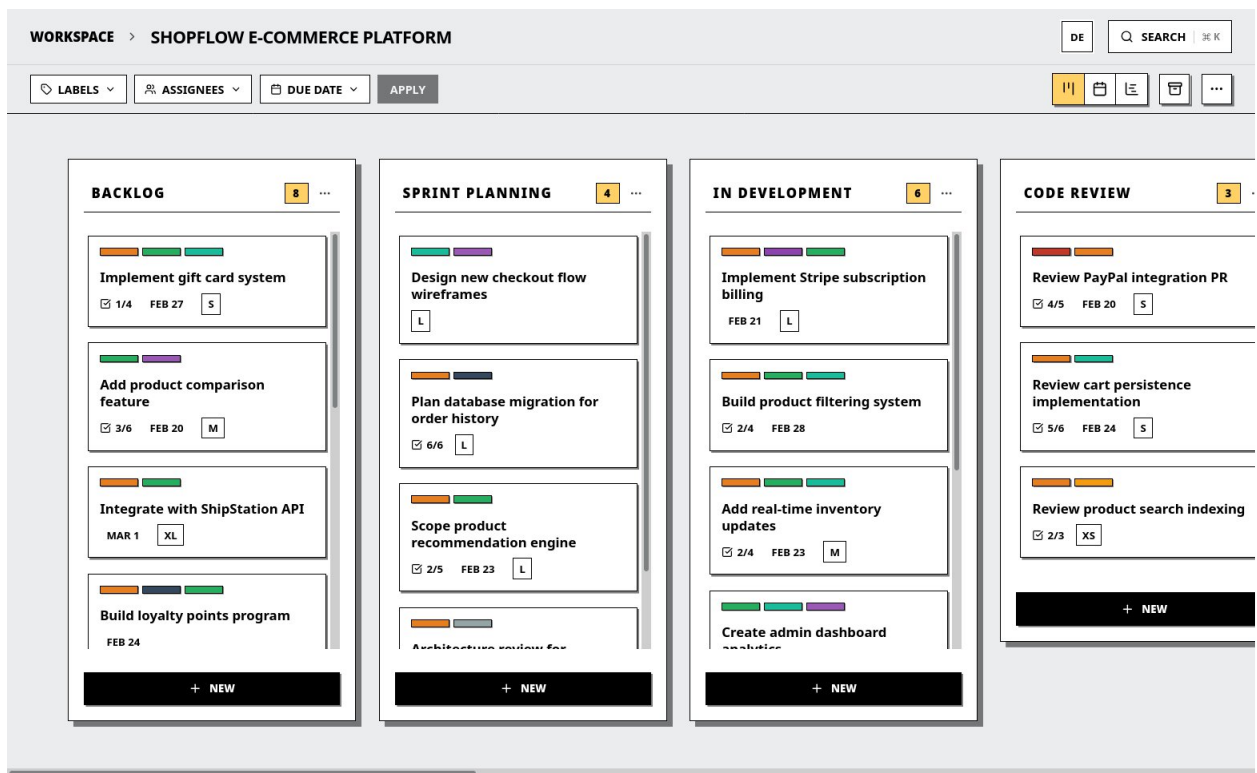 WORKSPACE > SHOPFLOW E-COMMERCE PLATFORM
DE
SEARCH ⌘ K
LABELS
ASSIGNEES
DUE DATE
APPLY
BACKLOG 8 ...
Implement gift card system
1/4 FEB 27 S
Add product comparison
feature
3/6 FEB 20 M
Integrate with ShipStation API
MAR 1 XL
Build loyalty points program
FEB 24
+ NEW
SPRINT PLANNING 4 ...
Design new checkout flow
wireframes
L
Plan database migration for
order history
6/6 L
Scope product
recommendation engine
2/5 FEB 23 L
Architecture review for
+ NEW
IN DEVELOPMENT 6 ...
Implement Stripe subscription
billing
FEB 21 L
Build product filtering system
2/4 FEB 28
Add real-time inventory
updates
2/4 FEB 23 M
Create admin dashboard
analytics
+ NEW
CODE REVIEW 3
Review PayPal integration PR
4/5 FEB 20 S
Review cart persistence
implementation
5/6 FEB 24 S
Review product search indexing
2/3 XS
+ NEW